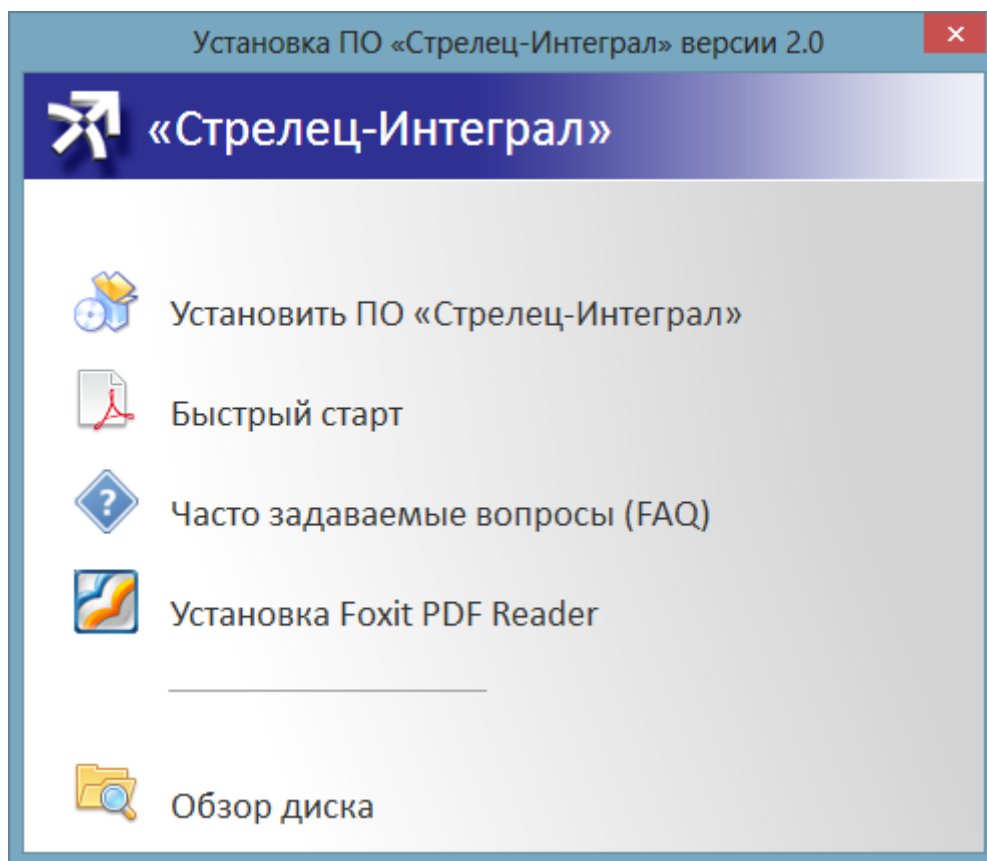 Установка ПО «Стрелец-Интеграл» версии 2.0
«Стрелец-Интеграл»
Установить ПО «Стрелец-Интеграл»
Быстрый старт
Часто задаваемые вопросы (FAQ)
Установка Foxit PDF Reader
Обзор диска